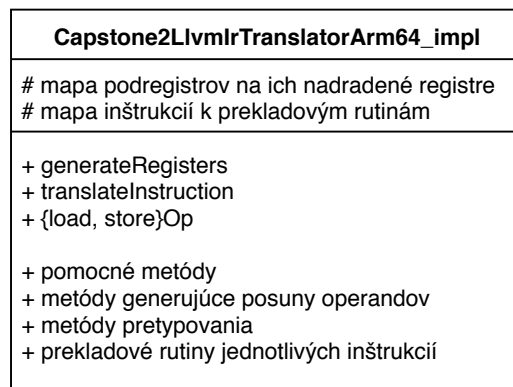 Capstone2LlvmIrTranslatorArm64_impl
# mapa podregistrov na ich nadradené registre
# mapa inštrukcií k prekladovým rutinám
+ generateRegisters
+ translateInstruction
+ {load, store}Op
+ pomocné metódy
+ metódy generujúce posuny operandov
+ metódy pretypovania
+ prekladové rutiny jednotlivých inštrukcií